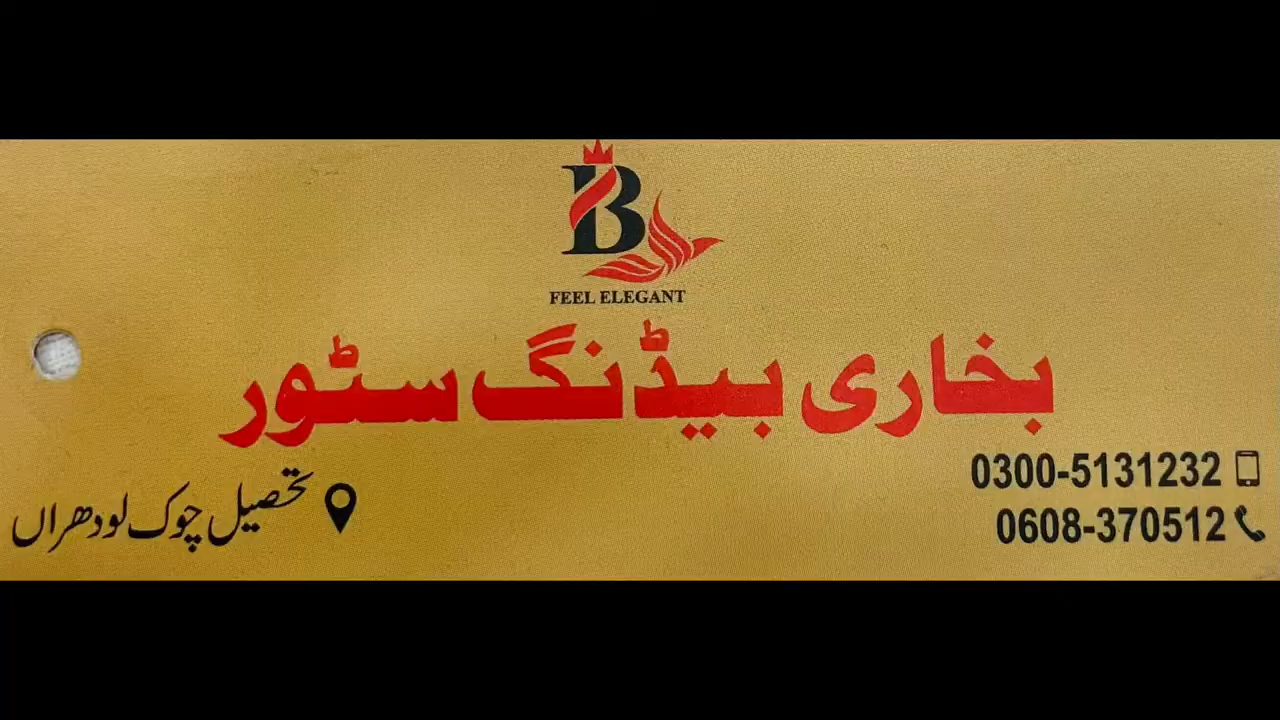 B
FEEL ELEGANT
بخاری بیڈنگ سٹور
0300-5131232
0608-370512
تحصیل چوک لودھراں